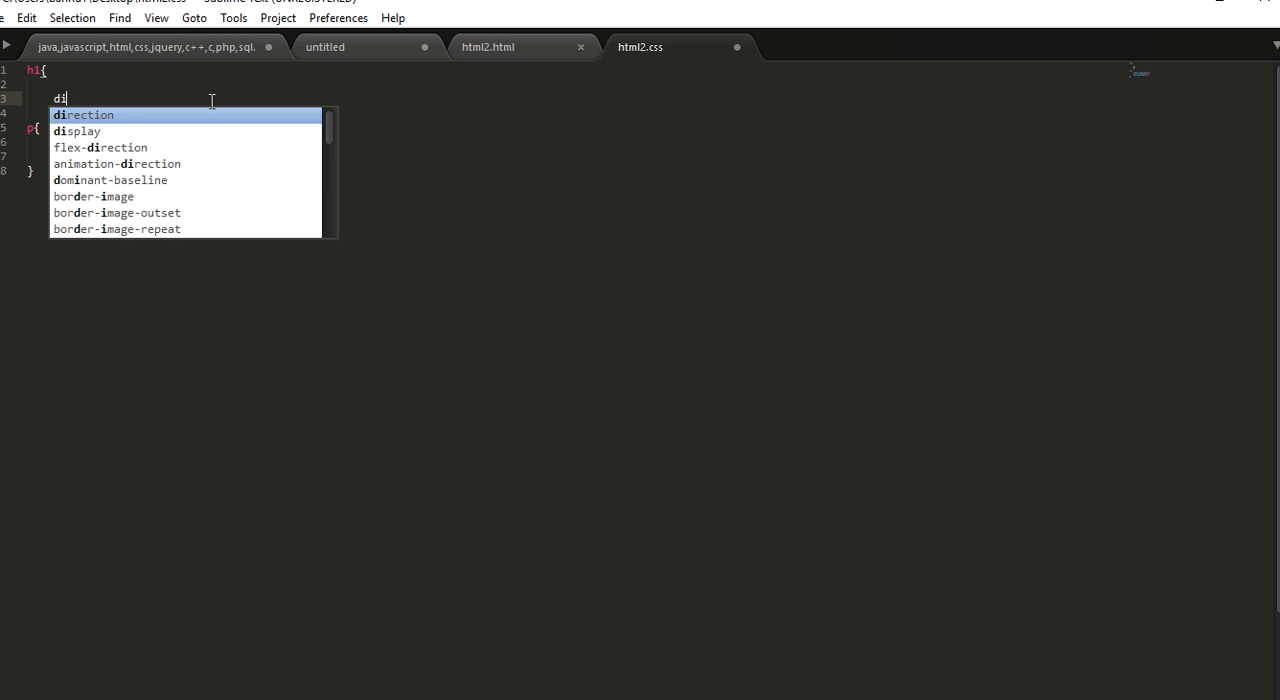 Edit Selection Find View Goto Tools Project Preferences Help
java,javascript,html,css,jquery,c++,c,php,sql. untitled html2.html html2.css
1 h1{
2
3 di
4
5 p{
6
7
8 }
direction
display
flex-direction
animation-direction
dominant-baseline
border-image
border-image-outset
border-image-repeat